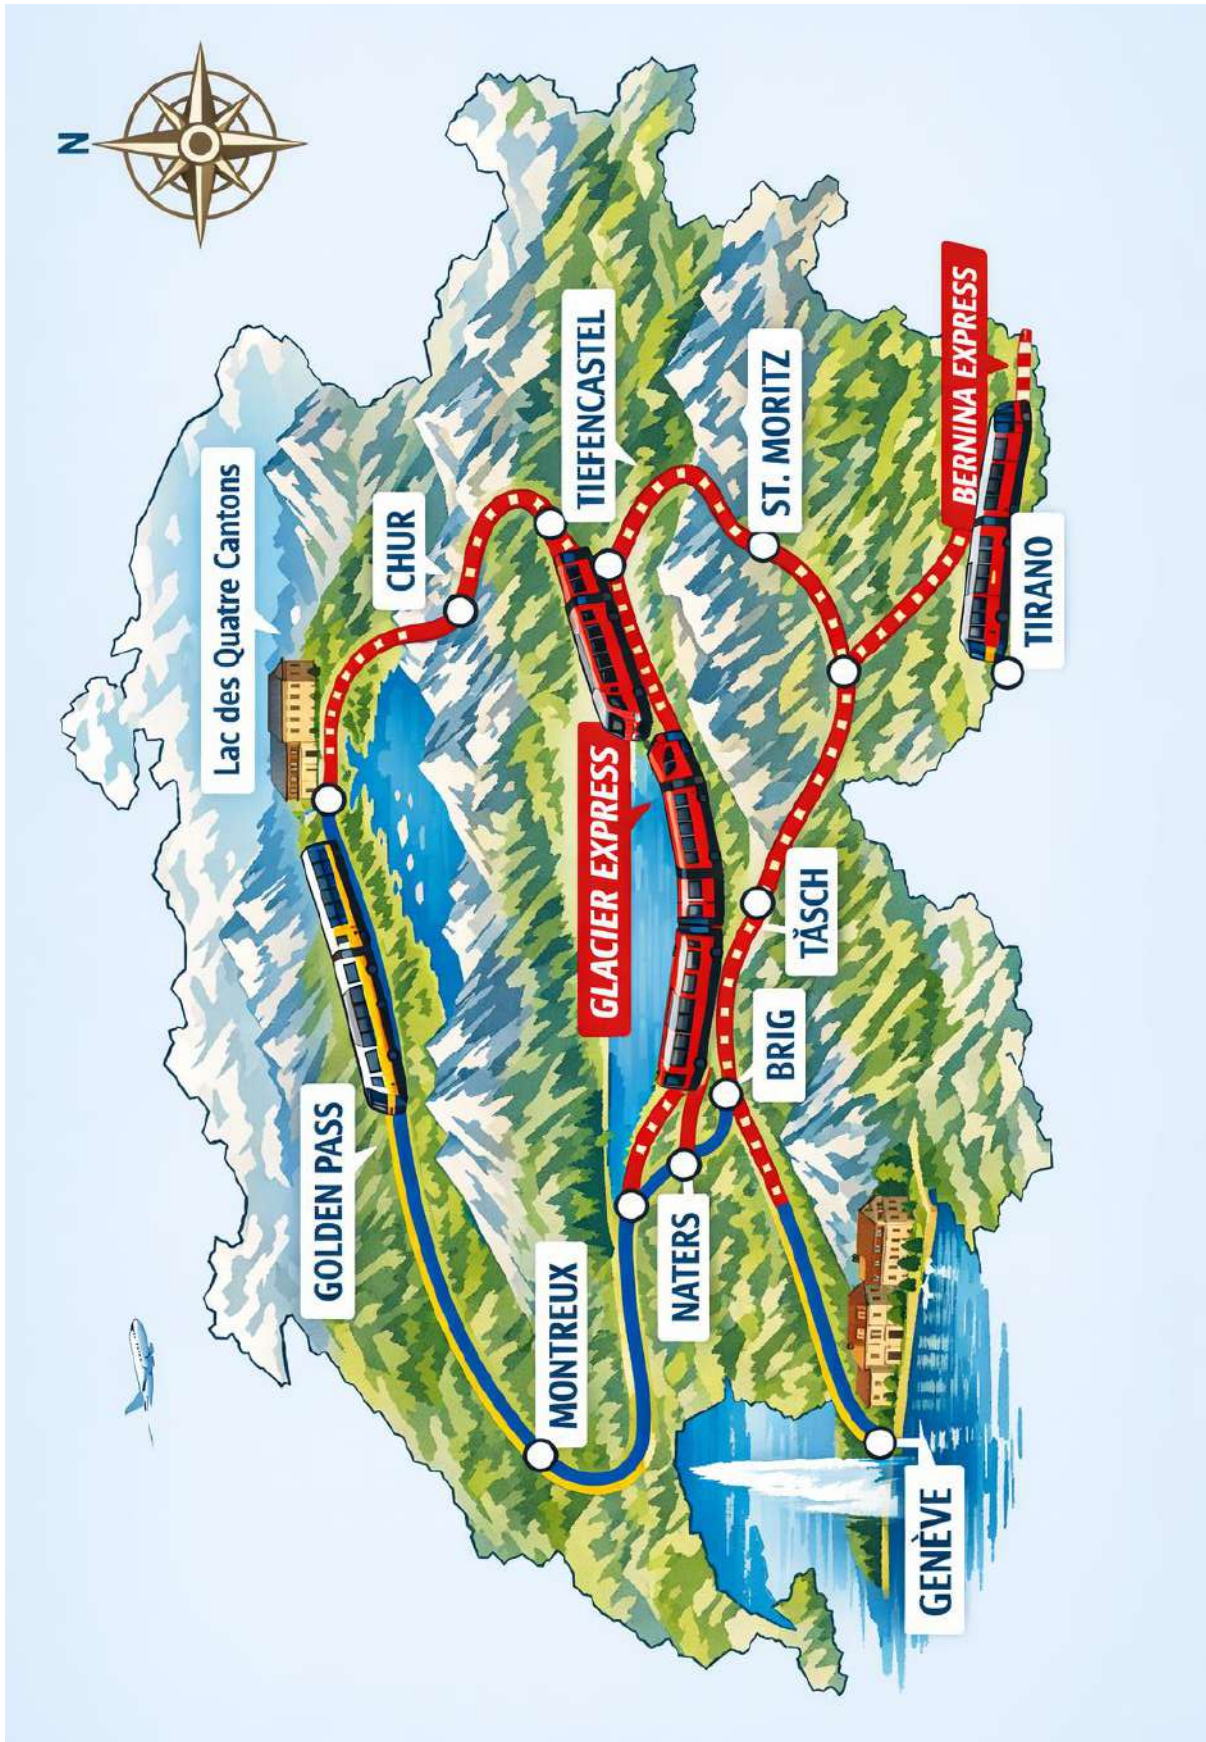 N
Lac des Quatre Cantons
CHUR
TIEFENCASTEL
GOLDEN PASS
GLACIER EXPRESS
ST. MORITZ
MONTREUX
NATERS
BRIG
TǍSCH
BERNINA EXPRESS
TIRANO
GENÈVE